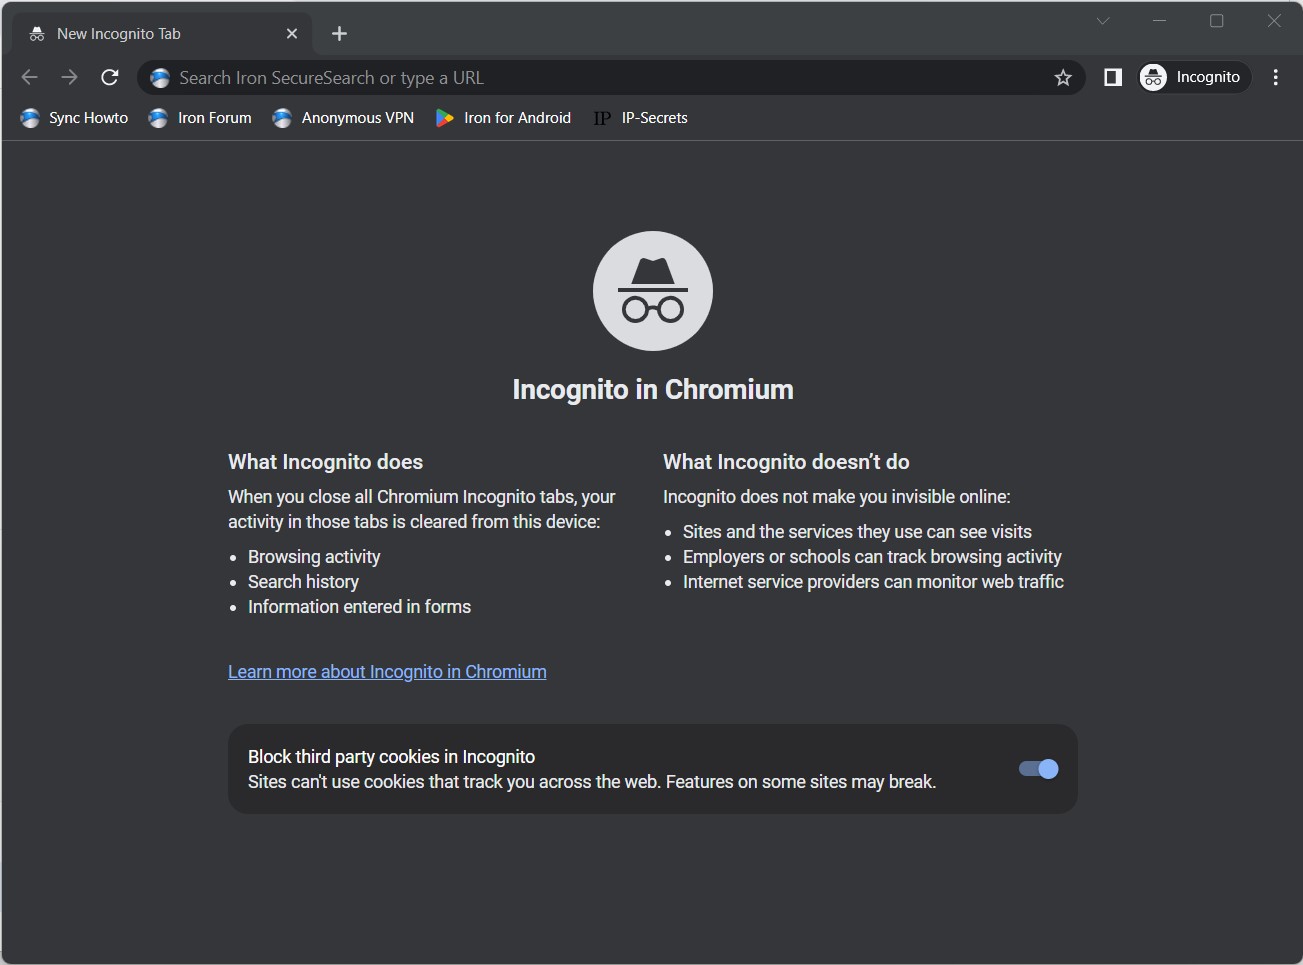 New Incognito Tab
Search Iron SecureSearch or type a URL
Incognito
Sync Howto
Iron Forum
Anonymous VPN
Iron for Android
IP
IP-Secrets
Incognito in Chromium
What Incognito does
When you close all Chromium Incognito tabs, your
activity in those tabs is cleared from this device:
Browsing activity
Search history
Information entered in forms
What Incognito doesn’t do
Incognito does not make you invisible online:
Sites and the services they use can see visits
Employers or schools can track browsing activity
Internet service providers can monitor web traffic
Learn more about Incognito in Chromium
Block third party cookies in Incognito
Sites can't use cookies that track you across the web. Features on some sites may break.